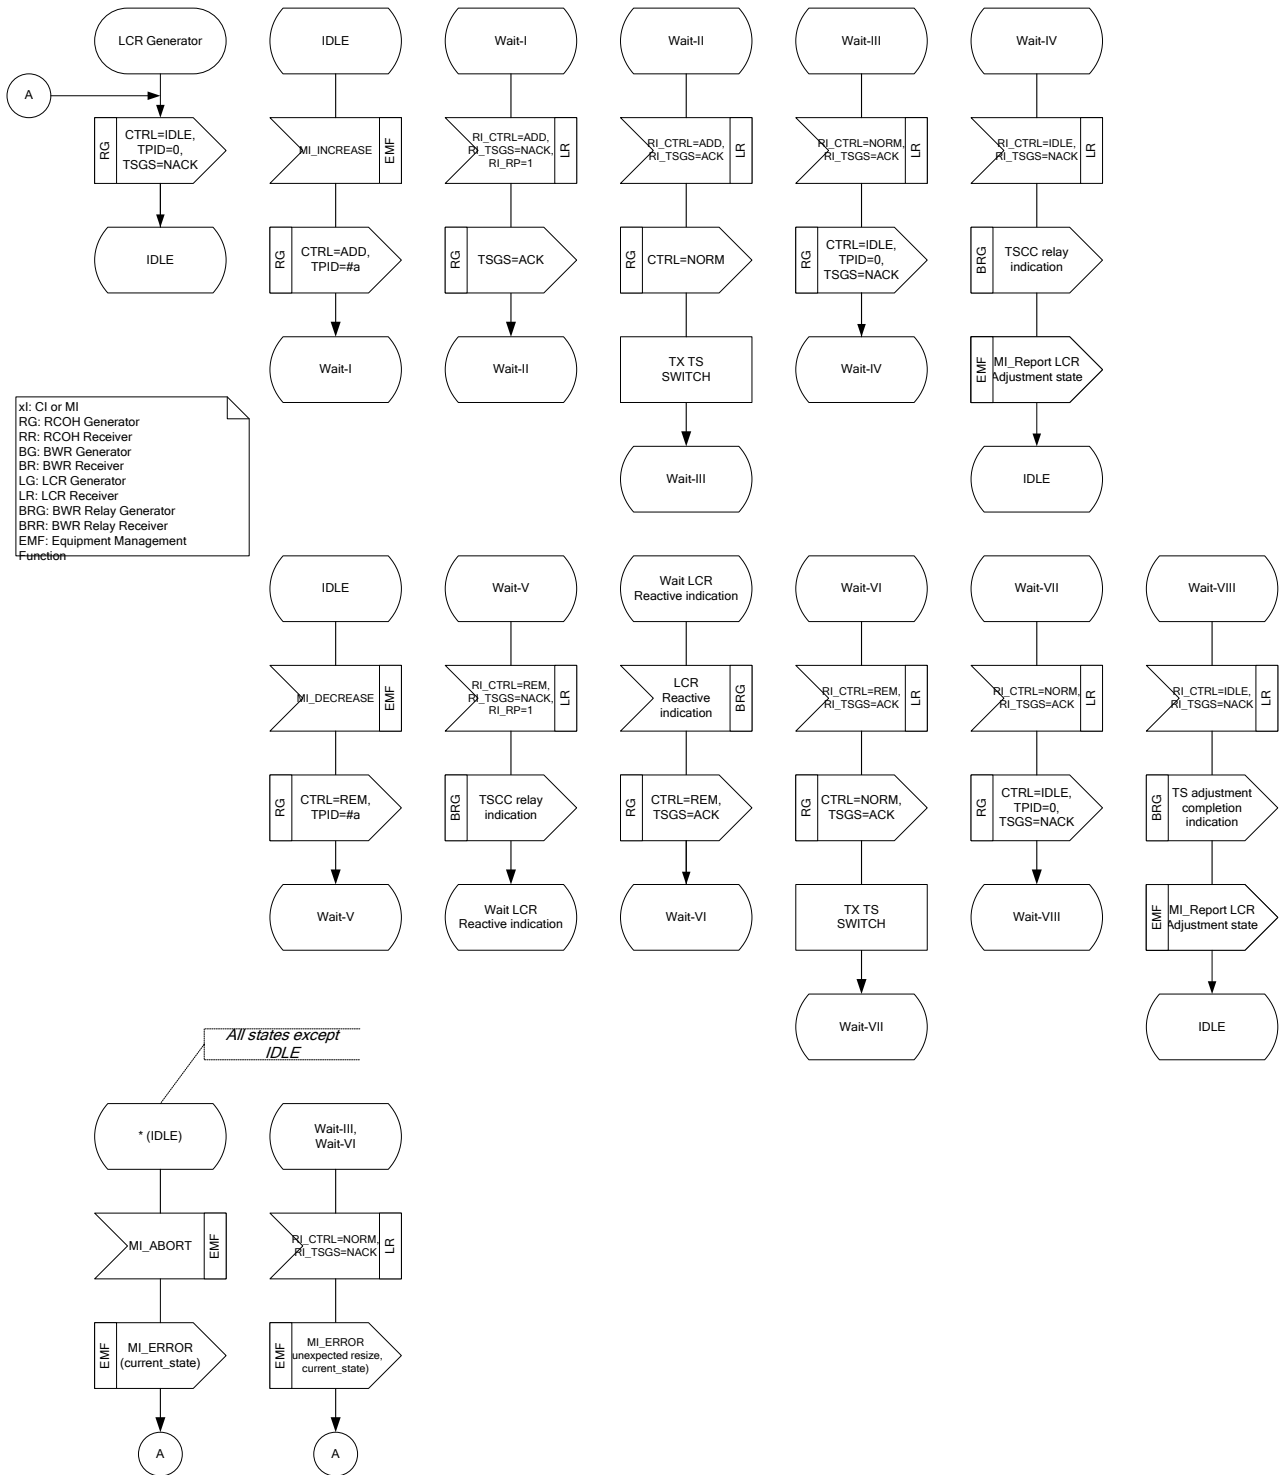 LCR Generator
IDLE
Wait-I
Wait-II
Wait-III
Wait-IV
A
RG
CTRL=IDLE,
TPID=0,
TSGS=NACK
MI_INCREASE
EMF
RI_CTRL=ADD,
RI_TSGS=NACK,
RI_RP=1
LR
RI_CTRL=ADD,
RI_TSGS=ACK
LR
RI_CTRL=NORM,
RI_TSGS=ACK
LR
RI_CTRL=IDLE,
RI_TSGS=NACK
LR
IDLE
RG
CTRL=ADD,
TPID=#a
RG
TSGS=ACK
RG
CTRL=NORM
RG
CTRL=IDLE,
TPID=0,
TSGS=NACK
BRG
TSCC relay
indication
Wait-I
Wait-II
TX TS
SWITCH
Wait-IV
EMF
MI_Report LCR
Adjustment state
Wait-III
IDLE
xI: CI or MI
RG: RCOH Generator
RR: RCOH Receiver
BG: BWR Generator
BR: BWR Receiver
LG: LCR Generator
LR: LCR Receiver
BRG: BWR Relay Generator
BRR: BWR Relay Receiver
EMF: Equipment Management
Function
IDLE
Wait-V
Wait LCR
Reactive indication
Wait-VI
Wait-VII
Wait-VIII
MI_DECREASE
EMF
RI_CTRL=REM,
RI_TSGS=NACK,
RI_RP=1
LR
LCR
Reactive
indication
BRG
RI_CTRL=REM,
RI_TSGS=ACK
LR
RI_CTRL=NORM,
RI_TSGS=ACK
LR
RI_CTRL=IDLE,
RI_TSGS=NACK
LR
RG
CTRL=REM,
TPID=#a
BRG
TSCC relay
indication
RG
CTRL=REM,
TSGS=ACK
RG
CTRL=NORM,
TSGS=ACK
RG
CTRL=IDLE,
TPID=0,
TSGS=NACK
BRG
TS adjustment
completion
indication
Wait-V
Wait LCR
Reactive indication
Wait-VI
TX TS
SWITCH
Wait-VIII
EMF
MI_Report LCR
Adjustment state
Wait-VII
IDLE
All states except
IDLE
* (IDLE)
Wait-III,
Wait-VI
MI_ABORT
EMF
RI_CTRL=NORM,
RI_TSGS=NACK
LR
EMF
MI_ERROR
(current_state)
EMF
MI_ERROR
unexpected resize,
current_state)
A
A